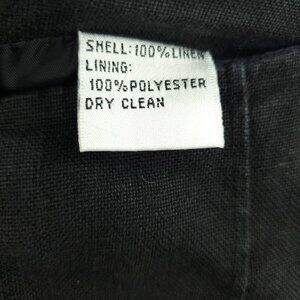 SHELL:100%LINEN
LINING:
100%POLYESTER
DRY CLEAN